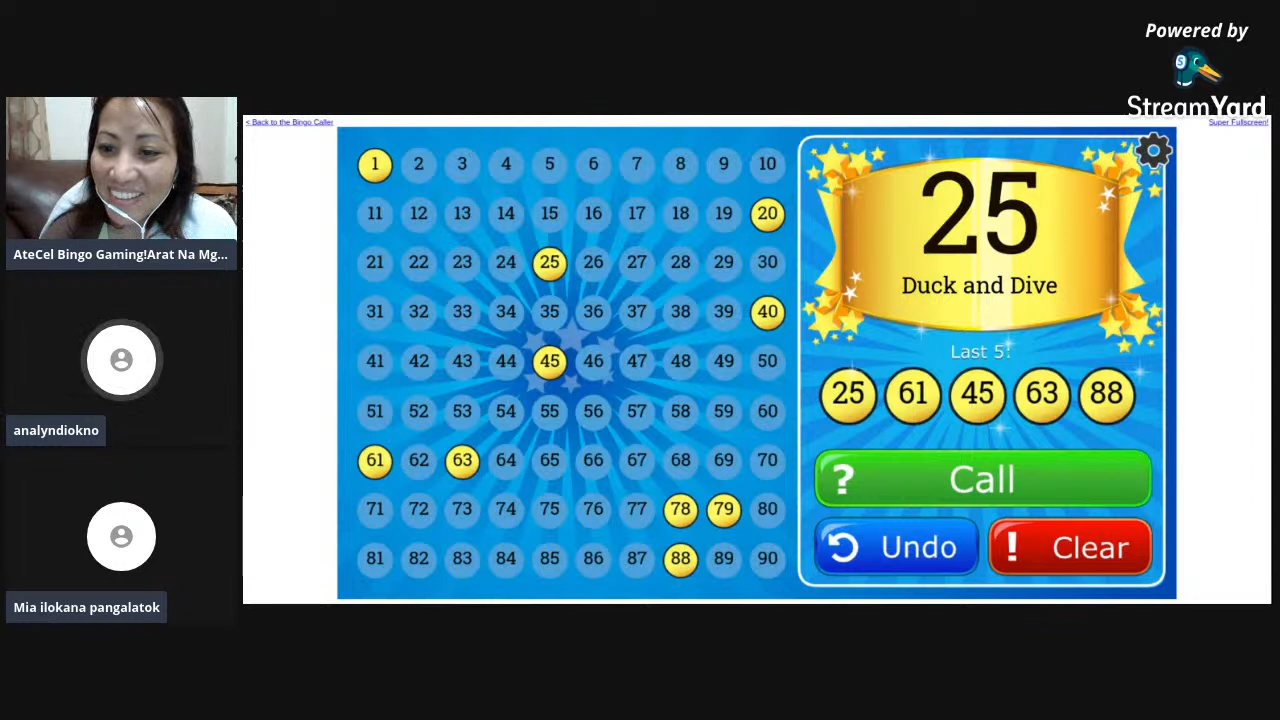 Powered by
StreamYard
< Back to the Bingo Caller
Super Fullscreen!
AteCel Bingo Gaming!Arat Na Mg...
analyndiokno
Mia ilokana pangalatok
1 2 3 4 5 6 7 8 9 10
11 12 13 14 15 16 17 18 19 20
21 22 23 24 25 26 27 28 29 30
31 32 33 34 35 36 37 38 39 40
41 42 43 44 45 46 47 48 49 50
51 52 53 54 55 56 57 58 59 60
61 62 63 64 65 66 67 68 69 70
71 72 73 74 75 76 77 78 79 80
81 82 83 84 85 86 87 88 89 90
25
Duck and Dive
Last 5:
25 61 45 63 88
? Call
Undo
! Clear